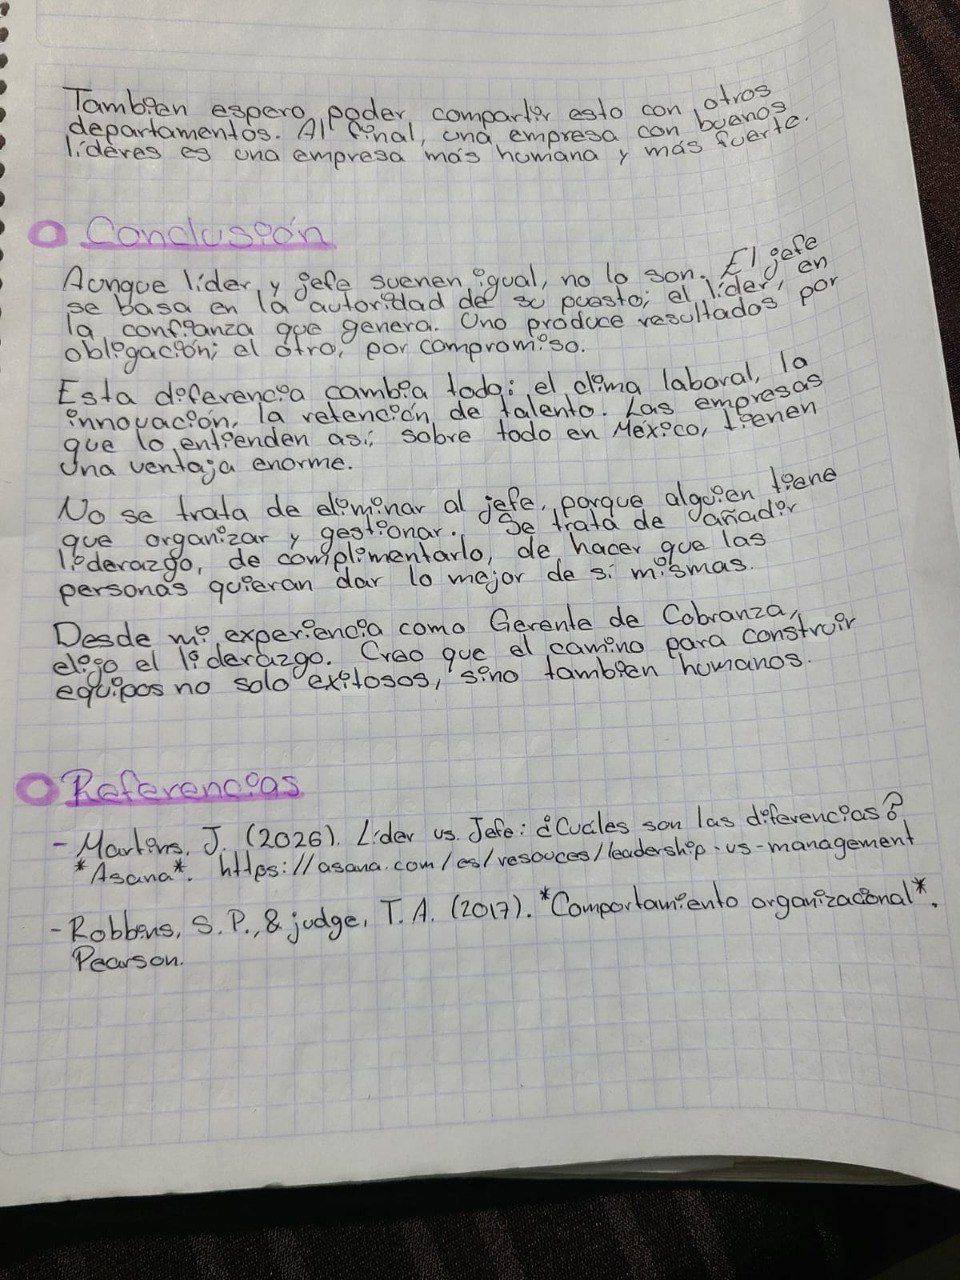 Tambien espero poder compartir esto con otros
departamentos. Al final, una empresa con buenos
líderes es una empresa más humana y más fuerte.
Conclusión
Aunque líder y jefe suenen igual, no lo son. El jefe
se basa en la autoridad de su puesto; el líder, en
la confianza que genera. Uno produce resultados por
obligación; el otro, por compromiso.
Esta diferencia cambia todo: el clima laboral, la
innovación, la retención de talento. Las empresas
que lo entienden así, sobre todo en México, tienen
una ventaja enorme.
No se trata de eliminar al jefe, porque alguien tiene
que organizar y gestionar. Se trata de añadir
liderazgo, de complimentarlo, de hacer que las
personas quieran dar lo mejor de sí mismas.
Desde mi experiencia como Gerente de Cobranza,
elijo el liderazgo. Creo que el camino para construir
equipos no solo exitosos, sino tambien humanos.
Referencias
- Martins, J. (2026). Líder vs. Jefe: ¿Cuáles son las diferencias?
*Asana*. https://asana.com/es/resouces/leadership-vs-management
- Robbins, S. P., & judge, T. A. (2017). *Comportamiento organizacional*.
Pearson.